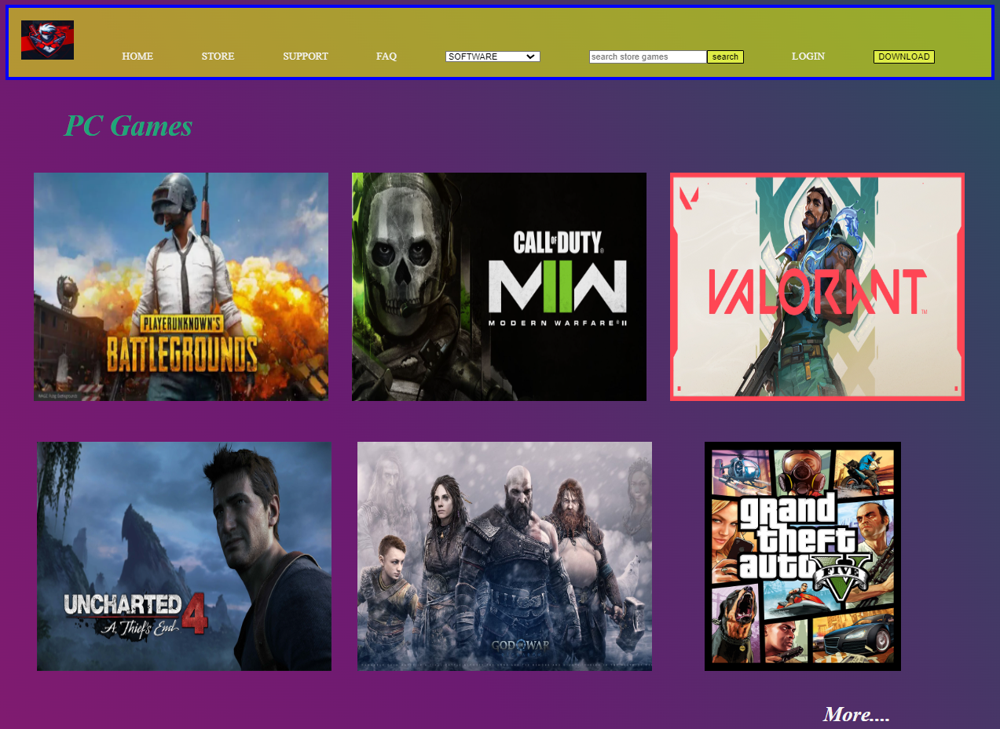 HOME STORE SUPPORT FAQ SOFTWARE search store games search LOGIN DOWNLOAD
PC Games
PLAYERUNKNOWN'S
BATTLEGROUNDS
CALL OF DUTY
MW
MODERN WARFARE II
VALORANT
UNCHARTED 4
A Thief's End
GOD OF WAR
grand
theft
auto V
FIVE
More....